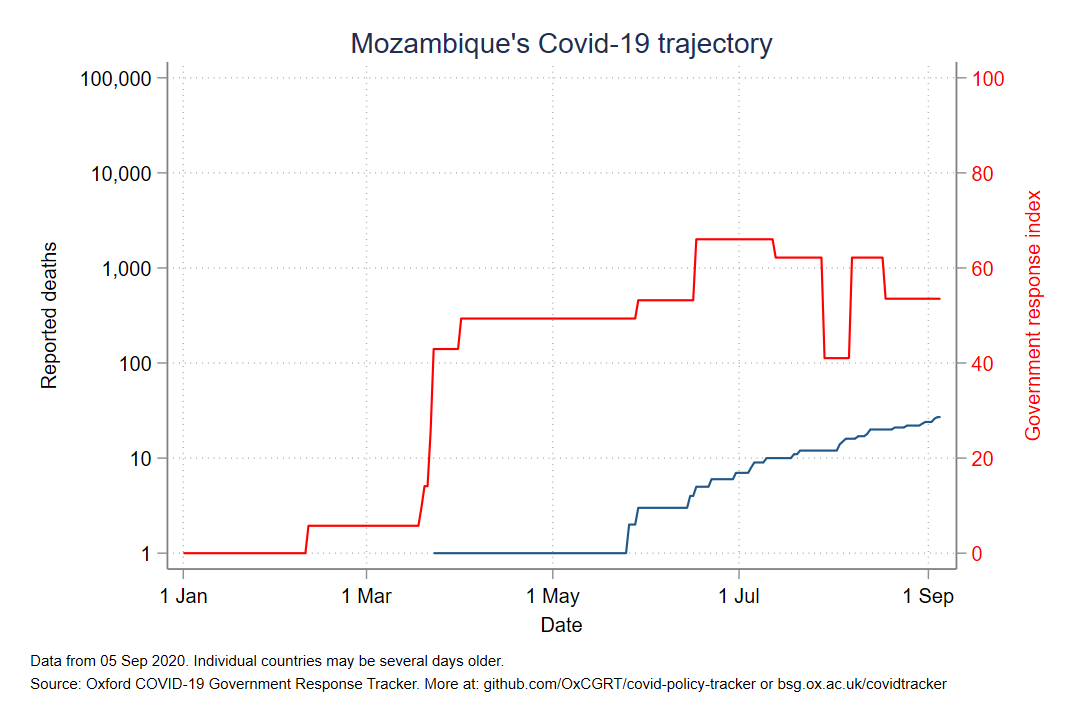 Mozambique's Covid-19 trajectory
100,000
10,000
1,000
100
10
1
Reported deaths
100
80
60
40
20
0
Government response index
1 Jan
1 Mar
1 May
1 Jul
1 Sep
Date
Data from 05 Sep 2020. Individual countries may be several days older.
Source: Oxford COVID-19 Government Response Tracker. More at: github.com/OxCGRT/covid-policy-tracker or bsg.ox.ac.uk/covidtracker